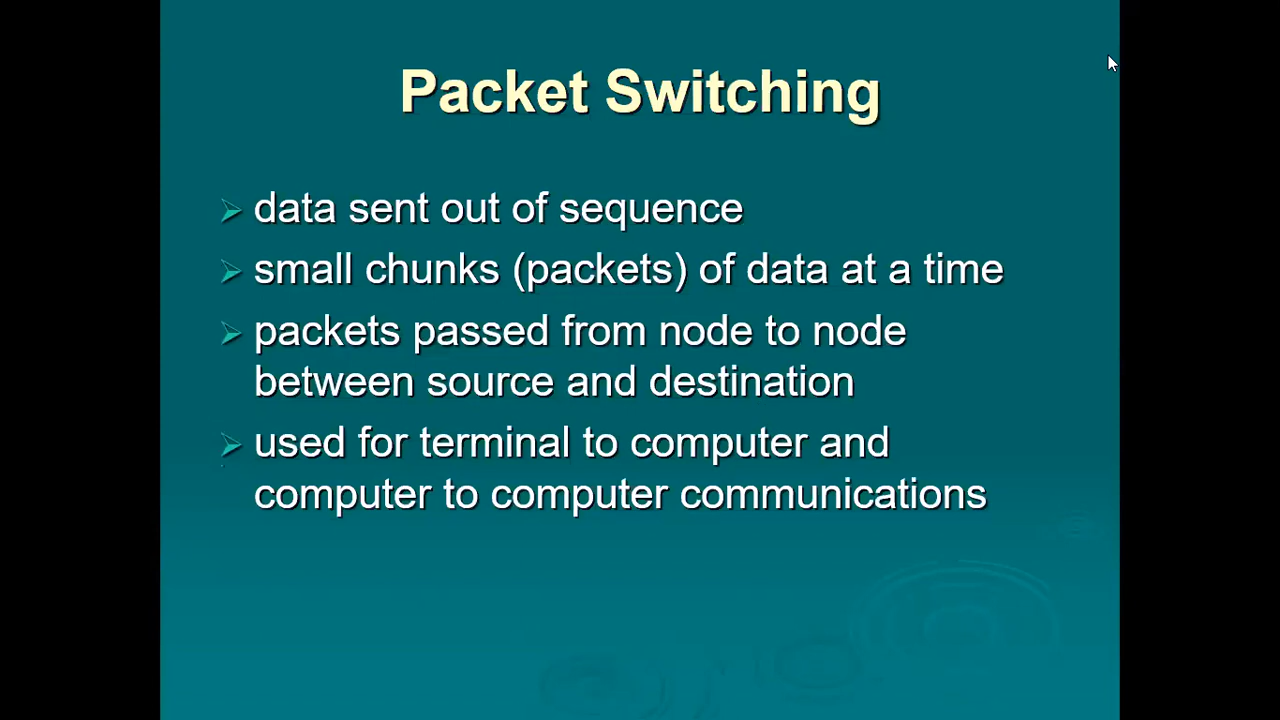 Packet Switching
data sent out of sequence
small chunks (packets) of data at a time
packets passed from node to node
between source and destination
used for terminal to computer and
computer to computer communications